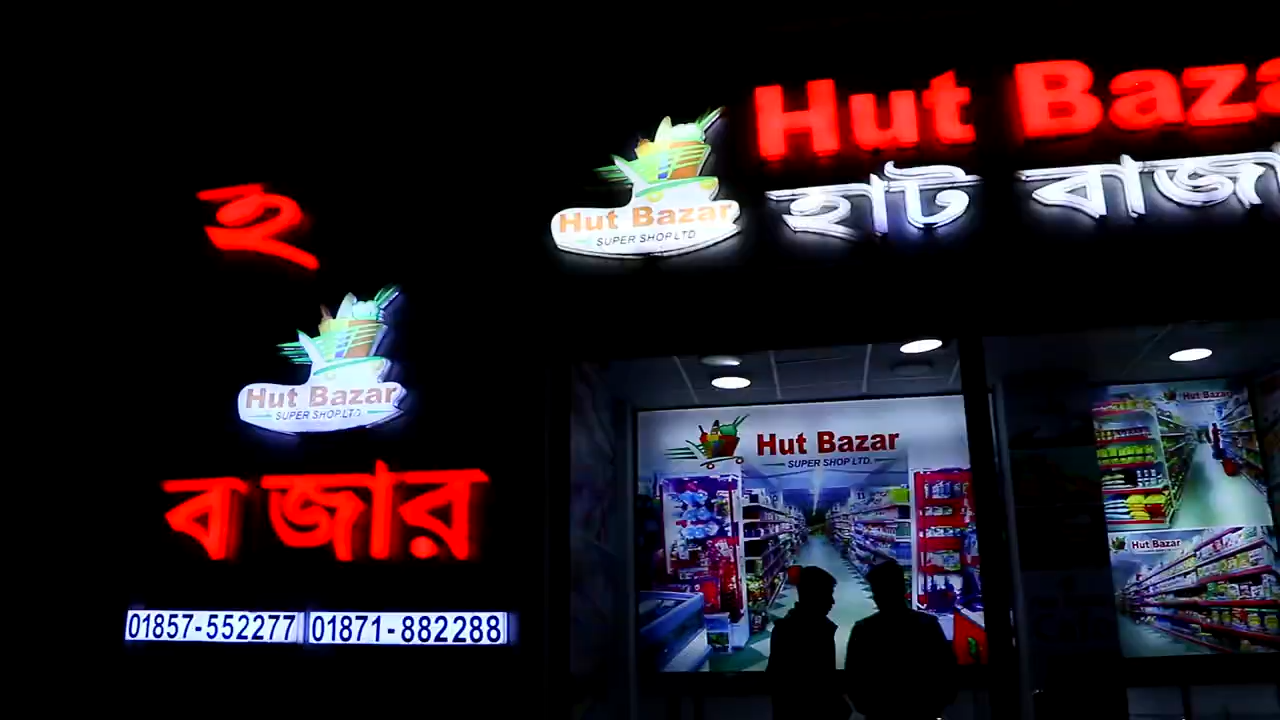 Hut Baza
হাট বাজা
Hut Bazar
SUPER SHOP LTD
হ
Hut Bazar
SUPER SHOP LTD
ব জার
01857-552277 01871-882288
Hut Bazar
SUPER SHOP LTD.
Hut Bazar
Hut Bazar